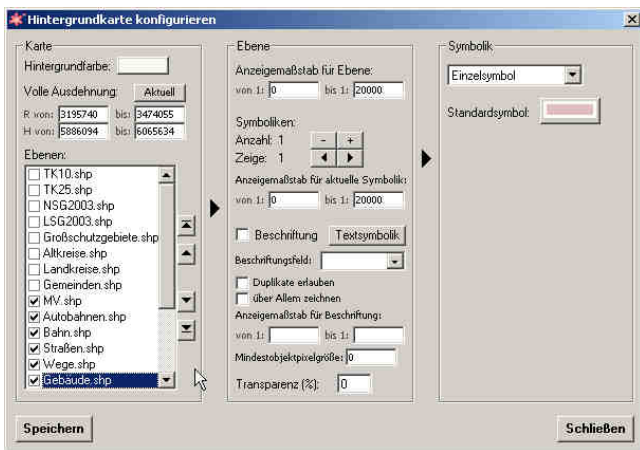 Hintergrundkarte konfigurieren
Karte
Hintergrundfarbe:
Volle Ausdehnung: Aktuell
R von: 3195740 bis: 3474055
H von: 5886094 bis: 6065634
Ebenen:
TK10.shp
TK25.shp
NSG2003.shp
LSG2003.shp
Großschutzgebiete.shp
Altkreise.shp
Landkreise.shp
Gemeinden.shp
MV.shp
Autobahnen.shp
Bahn.shp
Straßen.shp
Wege.shp
Gebäude.shp
Ebene
Anzeigemaßstab für Ebene:
von 1: 0 bis 1: 20000
Symboliken:
Anzahl: 1 - +
Zeige: 1
Anzeigemaßstab für aktuelle Symbolik:
von 1: 0 bis 1: 20000
Beschriftung Textsymbolik
Beschriftungsfeld:
Duplikate erlauben
über Allem zeichnen
Anzeigemaßstab für Beschriftung:
von 1: bis 1:
Mindestobjektpixelgröße: 0
Transparenz (%): 0
Symbolik
Einzelsymbol
Standardsymbol:
Speichern
Schließen